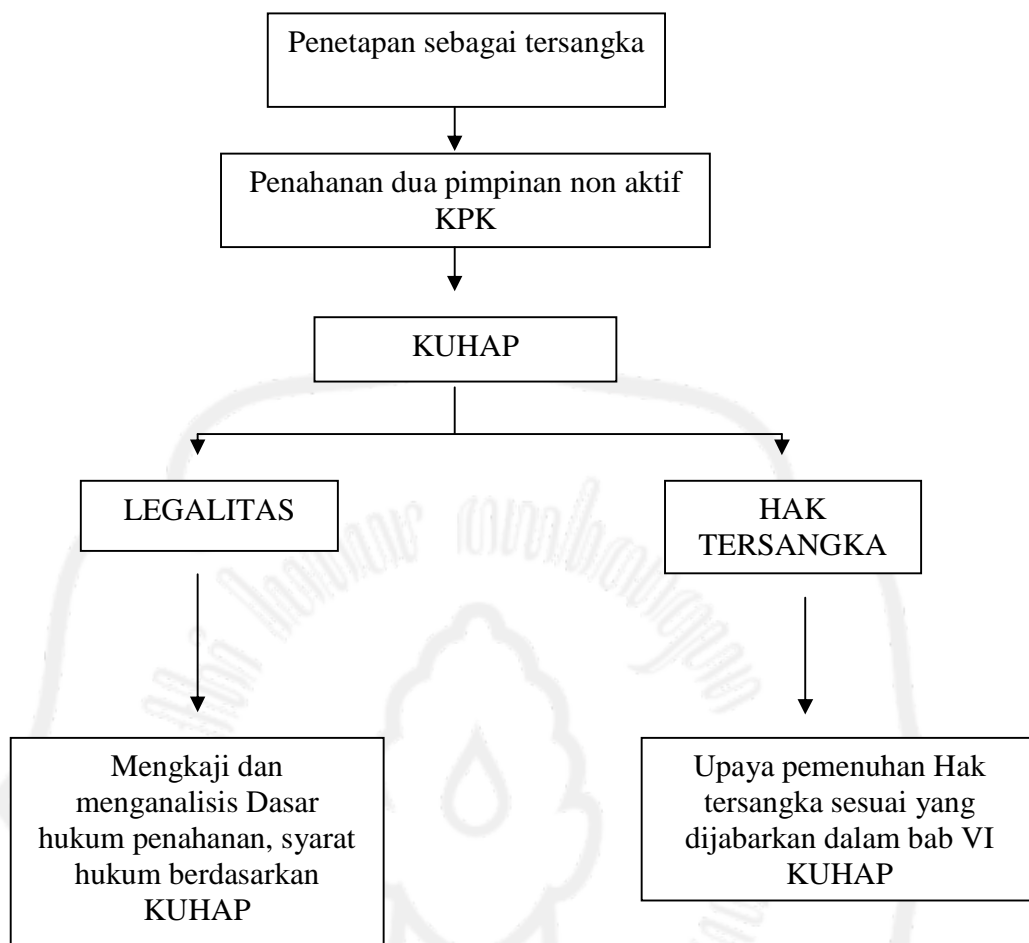 Penetapan sebagai tersangka
Penahanan dua pimpinan non aktif
KPK
KUHAP
LEGALITAS
HAK
TERSANGKA
Mengkaji dan
menganalisis Dasar
hukum penahanan, syarat
hukum berdasarkan
KUHAP
Upaya pemenuhan Hak
tersangka sesuai yang
dijabarkan dalam bab VI
KUHAP